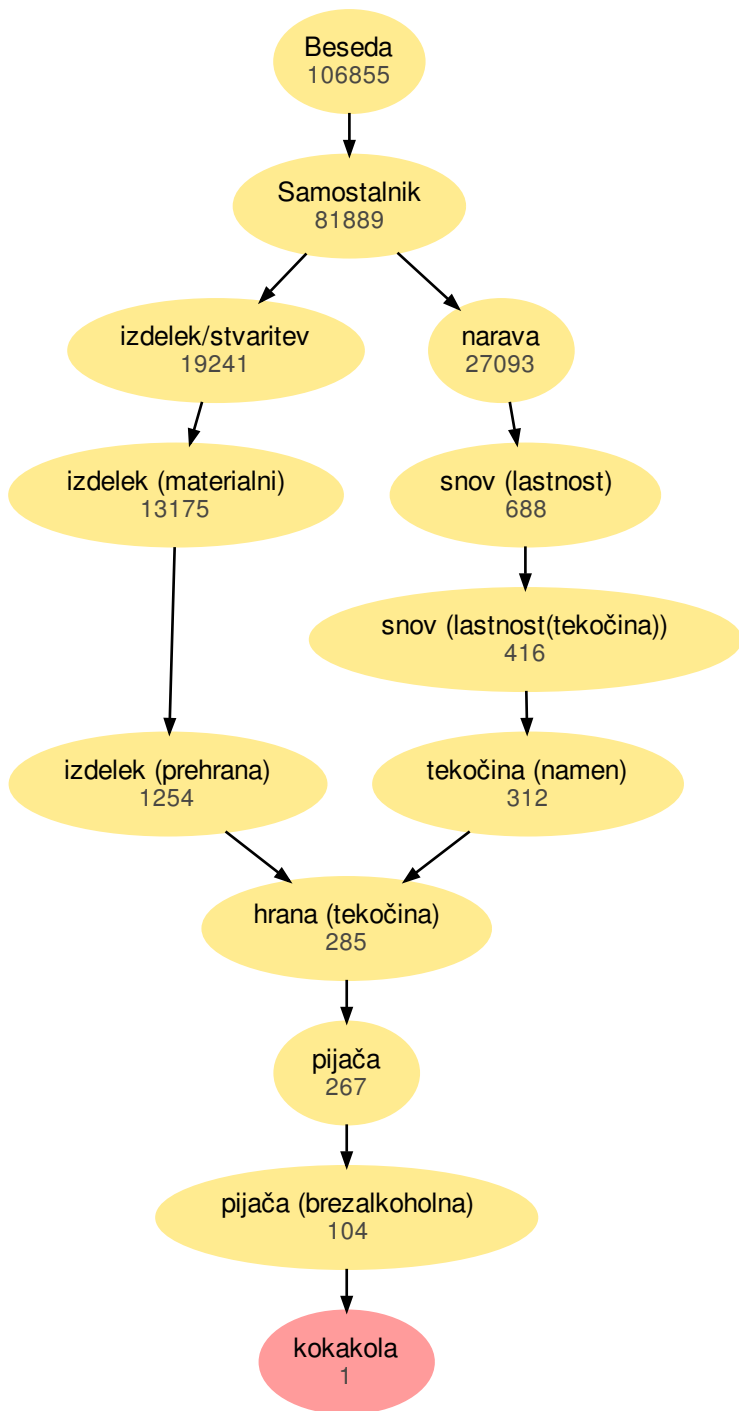 Beseda
106855
Samostalnik
81889
izdelek/stvaritev
19241
narava
27093
izdelek (materialni)
13175
snov (lastnost)
688
snov (lastnost(tekočina))
416
izdelek (prehrana)
1254
tekočina (namen)
312
hrana (tekočina)
285
pijača
267
pijača (brezalkoholna)
104
kokakola
1